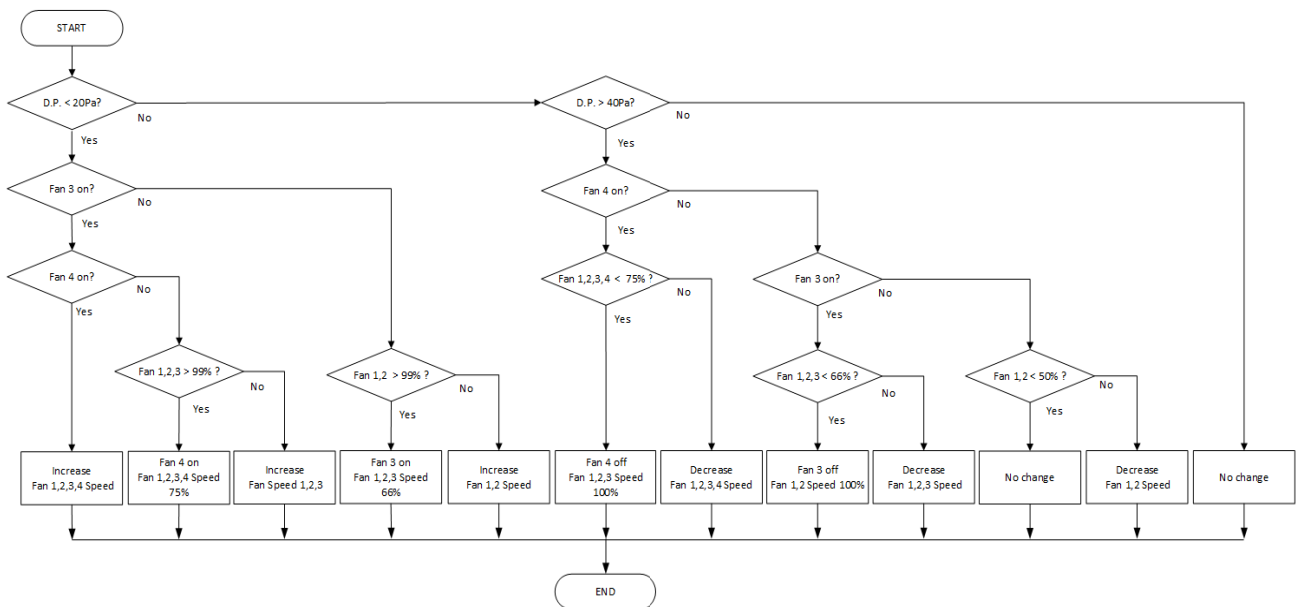 START
D.P. < 20Pa?
No
Yes
D.P. > 40Pa?
No
Yes
Fan 3 on?
No
Yes
Fan 4 on?
No
Yes
Fan 4 on?
No
Yes
Fan 1,2,3,4 < 75% ?
No
Yes
Fan 3 on?
No
Yes
Fan 1,2,3 > 99% ?
No
Yes
Fan 1,2 > 99% ?
No
Yes
Fan 1,2,3 < 66% ?
No
Yes
Fan 1,2 < 50% ?
No
Yes
Increase
Fan 1,2,3,4 Speed
Fan 4 on
Fan 1,2,3,4 Speed
75%
Increase
Fan Speed 1,2,3
Fan 3 on
Fan 1,2,3 Speed
66%
Increase
Fan 1,2 Speed
Fan 4 off
Fan 1,2,3 Speed
100%
Decrease
Fan 1,2,3,4 Speed
Fan 3 off
Fan 1,2 Speed 100%
Decrease
Fan 1,2,3 Speed
No change
Decrease
Fan 1,2 Speed
No change
END